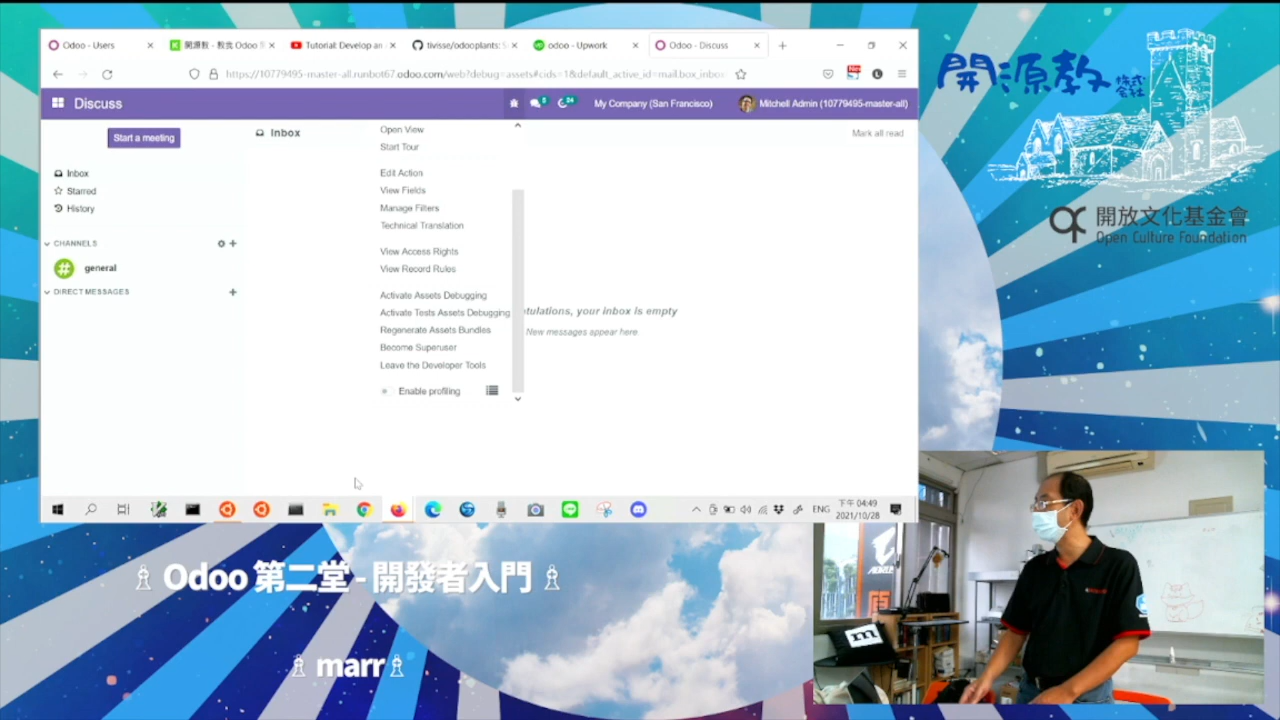 Odoo - Users
開源教 - 教我 Odoo
Tutorial: Develop an
tivisse/odooplants: S
odoo - Upwork
Odoo - Discuss
https://10779495-master-all.runbot67.odoo.com/web?debug=assets#cids=1&default_active_id=mail.box_inbo
Discuss
My Company (San Francisco)
Mitchell Admin (10779495-master-all)
Start a meeting
Inbox
Mark all read
Inbox
Starred
History
CHANNELS
general
DIRECT MESSAGES
Open View
Start Tour
Edit Action
View Fields
Manage Filters
Technical Translation
View Access Rights
View Record Rules
Activate Assets Debugging
Activate Tests Assets Debugging
Regenerate Assets Bundles
Become Superuser
Leave the Developer Tools
Enable profiling
tulations, your inbox is empty
New messages appear here.
ENG
下午 04:49
2021/10/28
開源教 株式会社
開放文化基金會
Open Culture Foundation
Odoo 第二堂 - 開發者入門
marr
m